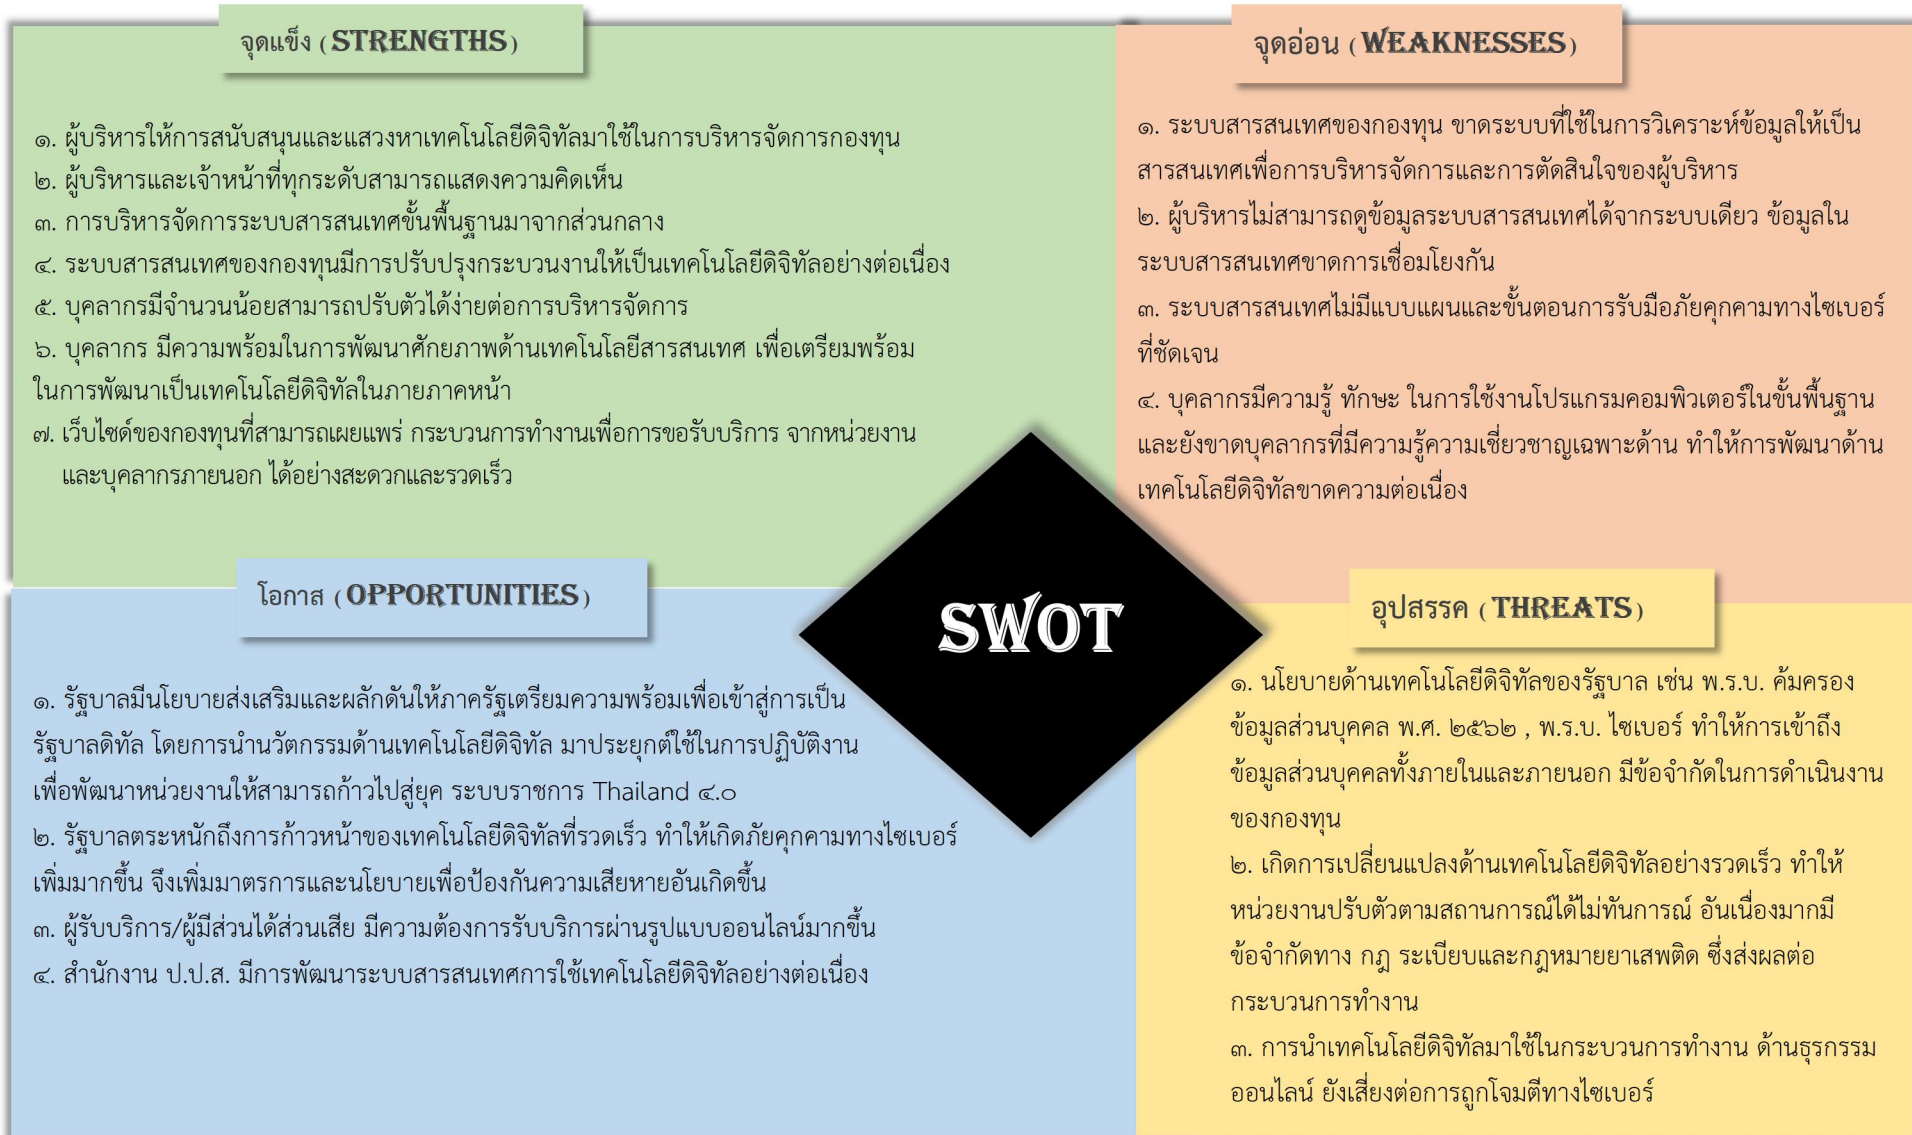 จุดแข็ง (STRENGTHS)
๑. ผู้บริหารให้การสนับสนุนและแสวงหาเทคโนโลยีดิจิทัลมาใช้ในการบริหารจัดการกองทุน
๒. ผู้บริหารและเจ้าหน้าที่ทุกระดับสามารถแสดงความคิดเห็น
๓. การบริหารจัดการระบบสารสนเทศขั้นพื้นฐานมาจากส่วนกลาง
๔. ระบบสารสนเทศของกองทุนมีการปรับปรุงกระบวนงานให้เป็นเทคโนโลยีดิจิทัลอย่างต่อเนื่อง
๕. บุคลากรมีจำนวนน้อยสามารถปรับตัวได้ง่ายต่อการบริหารจัดการ
๖. บุคลากร มีความพร้อมในการพัฒนาศักยภาพด้านเทคโนโลยีสารสนเทศ เพื่อเตรียมพร้อม
ในการพัฒนาเป็นเทคโนโลยีดิจิทัลในภายภาคหน้า
๗. เว็บไซต์ของกองทุนที่สามารถเผยแพร่ กระบวนการทำงานเพื่อการขอรับบริการ จากหน่วยงาน
และบุคลากรภายนอก ได้อย่างสะดวกและรวดเร็ว
จุดอ่อน (WEAKNESSES)
๑. ระบบสารสนเทศของกองทุน ขาดระบบที่ใช้ในการวิเคราะห์ข้อมูลให้เป็น
สารสนเทศเพื่อการบริหารจัดการและการตัดสินใจของผู้บริหาร
๒. ผู้บริหารไม่สามารถดูข้อมูลระบบสารสนเทศได้จากระบบเดียว ข้อมูลใน
ระบบสารสนเทศขาดการเชื่อมโยงกัน
๓. ระบบสารสนเทศไม่มีแบบแผนและขั้นตอนการรับมือภัยคุกคามทางไซเบอร์
ที่ชัดเจน
๔. บุคลากรมีความรู้ ทักษะ ในการใช้งานโปรแกรมคอมพิวเตอร์ในขั้นพื้นฐาน
และยังขาดบุคลากรที่มีความรู้ความเชี่ยวชาญเฉพาะด้าน ทำให้การพัฒนาด้าน
เทคโนโลยีดิจิทัลขาดความต่อเนื่อง
SWOT
โอกาส (OPPORTUNITIES)
๑. รัฐบาลมีนโยบายส่งเสริมและผลักดันให้ภาครัฐเตรียมความพร้อมเพื่อเข้าสู่การเป็น
รัฐบาลดิทัล โดยการนำนวัตกรรมด้านเทคโนโลยีดิจิทัล มาประยุกต์ใช้ในการปฏิบัติงาน
เพื่อพัฒนาหน่วยงานให้สามารถก้าวไปสู่ยุค ระบบราชการ Thailand ๔.๐
๒. รัฐบาลตระหนักถึงการก้าวหน้าของเทคโนโลยีดิจิทัลที่รวดเร็ว ทำให้เกิดภัยคุกคามทางไซเบอร์
เพิ่มมากขึ้น จึงเพิ่มมาตรการและนโยบายเพื่อป้องกันความเสียหายอันเกิดขึ้น
๓. ผู้รับบริการ/ผู้มีส่วนได้ส่วนเสีย มีความต้องการรับบริการผ่านรูปแบบออนไลน์มากขึ้น
๔. สำนักงาน ป.ป.ส. มีการพัฒนาระบบสารสนเทศการใช้เทคโนโลยีดิจิทัลอย่างต่อเนื่อง
อุปสรรค (THREATS)
๑. นโยบายด้านเทคโนโลยีดิจิทัลของรัฐบาล เช่น พ.ร.บ. ค้มครอง
ข้อมูลส่วนบุคคล พ.ศ. ๒๕๖๒ , พ.ร.บ. ไซเบอร์ ทำให้การเข้าถึง
ข้อมูลส่วนบุคคลทั้งภายในและภายนอก มีข้อจำกัดในการดำเนินงาน
ของกองทุน
๒. เกิดการเปลี่ยนแปลงด้านเทคโนโลยีดิจิทัลอย่างรวดเร็ว ทำให้
หน่วยงานปรับตัวตามสถานการณ์ได้ไม่ทันการณ์ อันเนื่องมากมี
ข้อจำกัดทาง กฎ ระเบียบและกฎหมายยาเสพติด ซึ่งส่งผลต่อ
กระบวนการทำงาน
๓. การนำเทคโนโลยีดิจิทัลมาใช้ในกระบวนการทำงาน ด้านธุรกรรม
ออนไลน์ ยังเสี่ยงต่อการถูกโจมตีทางไซเบอร์